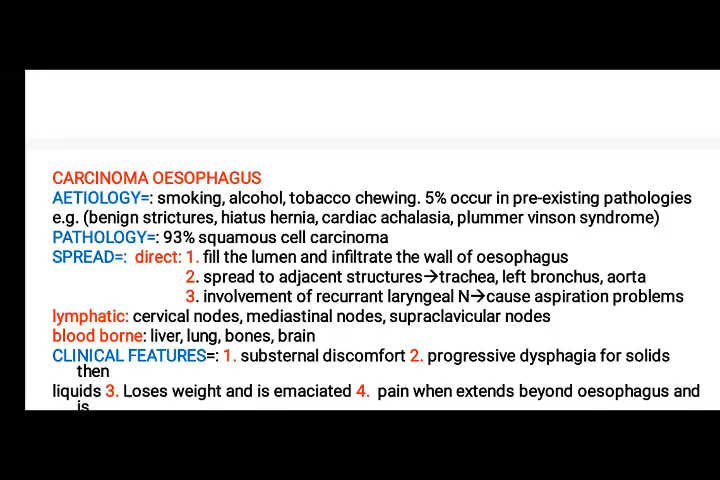 CARCINOMA OESOPHAGUS
AETIOLOGY=: smoking, alcohol, tobacco chewing. 5% occur in pre-existing pathologies
e.g. (benign strictures, hiatus hernia, cardiac achalasia, plummer vinson syndrome)
PATHOLOGY=: 93% squamous cell carcinoma
SPREAD=: direct: 1. fill the lumen and infiltrate the wall of oesophagus
2. spread to adjacent structures→trachea, left bronchus, aorta
3. involvement of recurrant laryngeal N→cause aspiration problems
lymphatic: cervical nodes, mediastinal nodes, supraclavicular nodes
blood borne: liver, lung, bones, brain
CLINICAL FEATURES=: 1. substernal discomfort 2. progressive dysphagia for solids
then
liquids 3. Loses weight and is emaciated 4. pain when extends beyond oesophagus and
is